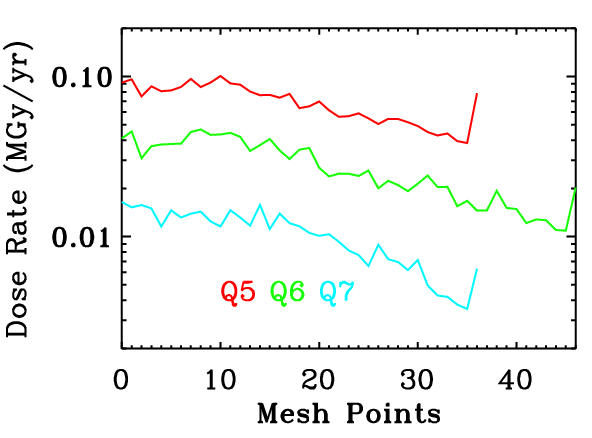 Dose Rate (MGy/yr)
0.10
0.01
Q5 Q6 Q7
0 10 20 30 40
Mesh Points